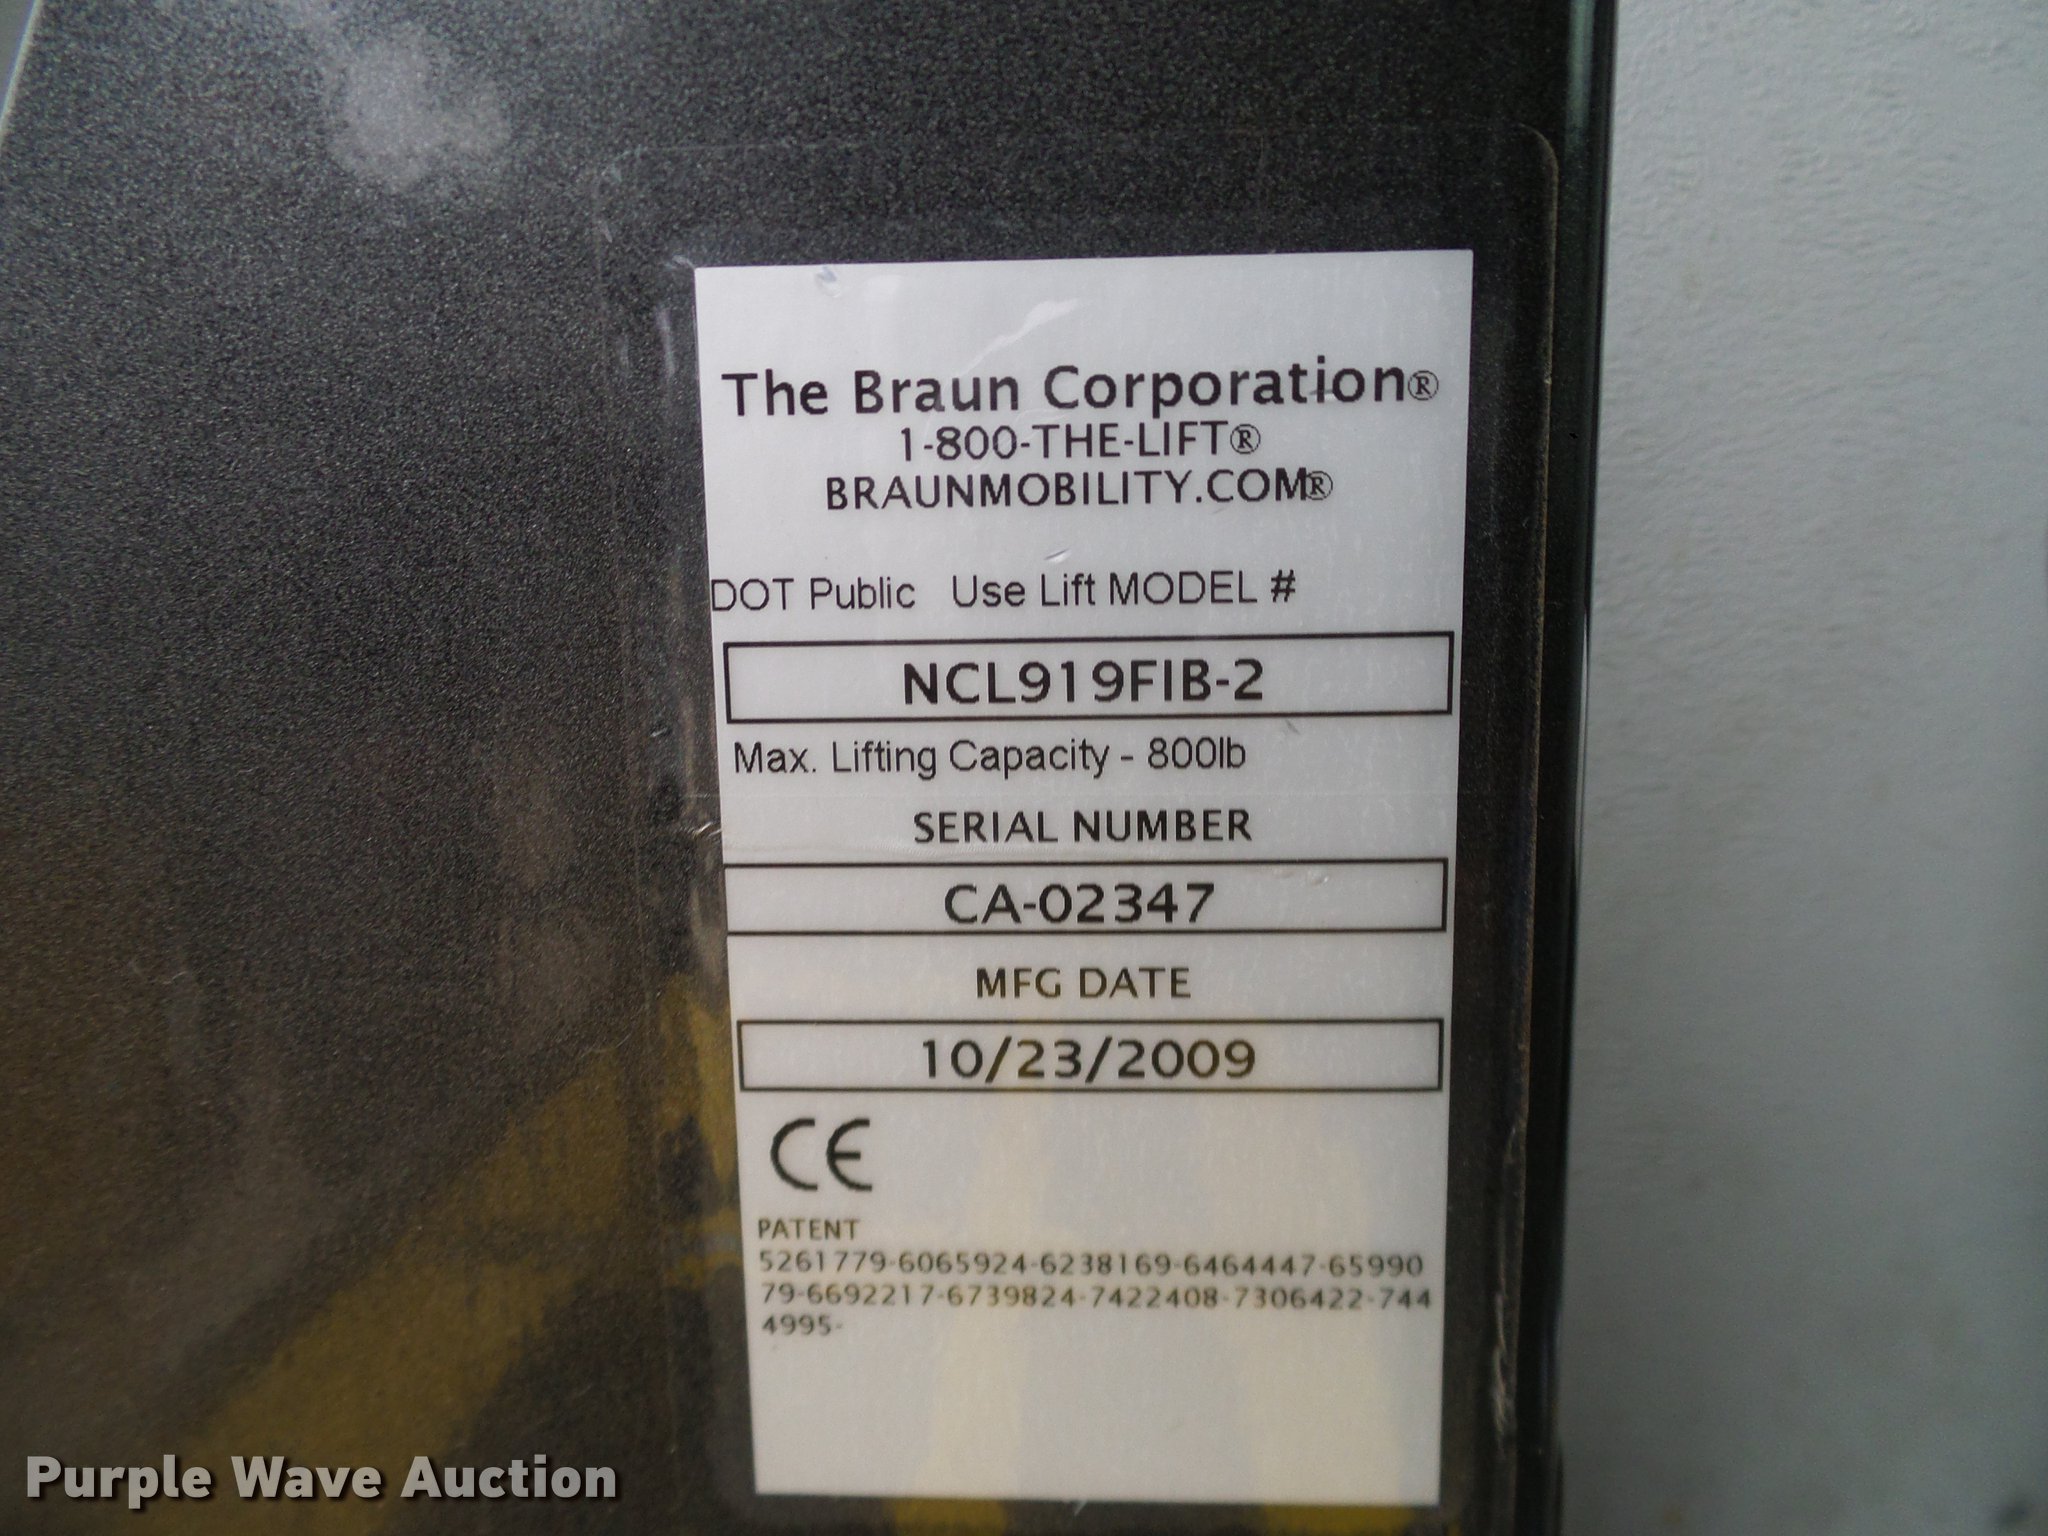 The Braun Corporation®
1-800-THE-LIFT®
BRAUNMOBILITY.COM®
DOT Public Use Lift MODEL #
NCL919FIB-2
Max. Lifting Capacity - 800lb
SERIAL NUMBER
CA-02347
MFG DATE
10/23/2009
CE
PATENT
5261779-6065924-6238169-6464447-65990
79-6692217-6739824-7422408-7306422-744
4995-
Purple Wave Auction